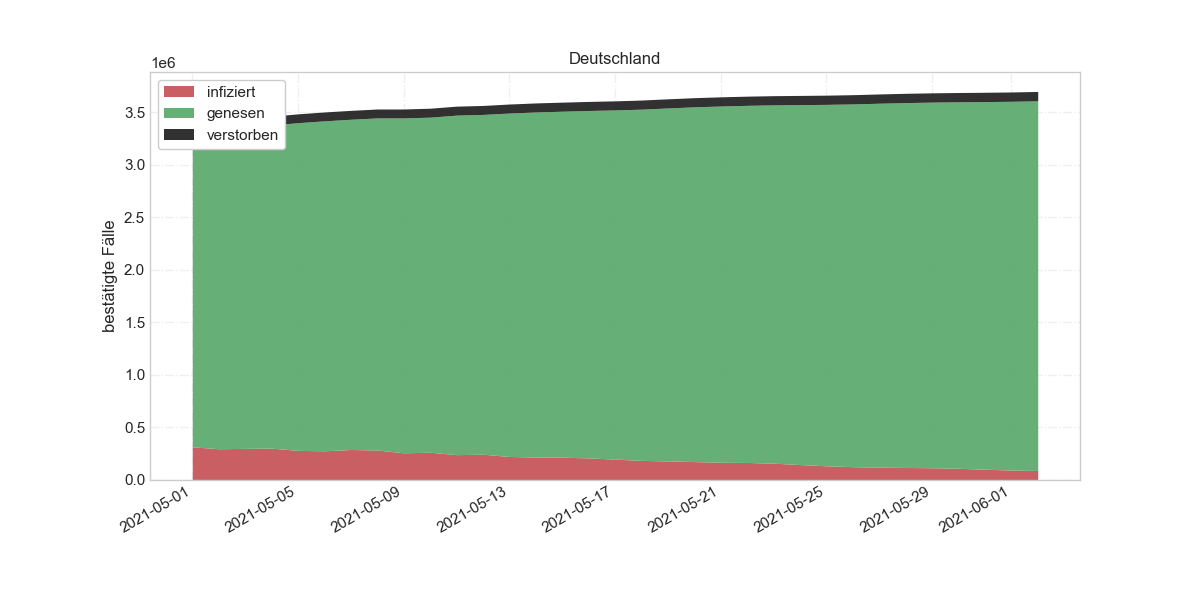 Deutschland
1e6
infiziert
genesen
verstorben
3.5
3.0
2.5
2.0
1.5
1.0
0.5
0.0
bestätigte Fälle
2021-05-01
2021-05-05
2021-05-09
2021-05-13
2021-05-17
2021-05-21
2021-05-25
2021-05-29
2021-06-01